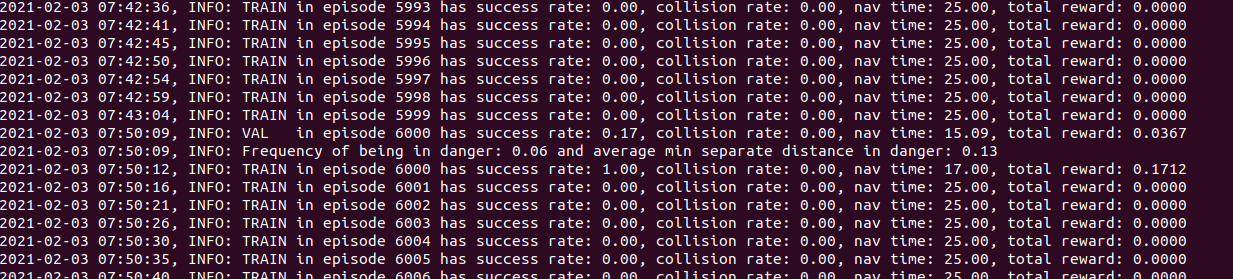 2021-02-03 07:42:36, INFO: TRAIN in episode 5993 has success rate: 0.00, collision rate: 0.00, nav time: 25.00, total reward: 0.0000
2021-02-03 07:42:41, INFO: TRAIN in episode 5994 has success rate: 0.00, collision rate: 0.00, nav time: 25.00, total reward: 0.0000
2021-02-03 07:42:45, INFO: TRAIN in episode 5995 has success rate: 0.00, collision rate: 0.00, nav time: 25.00, total reward: 0.0000
2021-02-03 07:42:50, INFO: TRAIN in episode 5996 has success rate: 0.00, collision rate: 0.00, nav time: 25.00, total reward: 0.0000
2021-02-03 07:42:54, INFO: TRAIN in episode 5997 has success rate: 0.00, collision rate: 0.00, nav time: 25.00, total reward: 0.0000
2021-02-03 07:42:59, INFO: TRAIN in episode 5998 has success rate: 0.00, collision rate: 0.00, nav time: 25.00, total reward: 0.0000
2021-02-03 07:43:04, INFO: TRAIN in episode 5999 has success rate: 0.00, collision rate: 0.00, nav time: 25.00, total reward: 0.0000
2021-02-03 07:50:09, INFO: VAL   in episode 6000 has success rate: 0.17, collision rate: 0.00, nav time: 15.09, total reward: 0.0367
2021-02-03 07:50:09, INFO: Frequency of being in danger: 0.06 and average min separate distance in danger: 0.13
2021-02-03 07:50:12, INFO: TRAIN in episode 6000 has success rate: 1.00, collision rate: 0.00, nav time: 17.00, total reward: 0.1712
2021-02-03 07:50:16, INFO: TRAIN in episode 6001 has success rate: 0.00, collision rate: 0.00, nav time: 25.00, total reward: 0.0000
2021-02-03 07:50:21, INFO: TRAIN in episode 6002 has success rate: 0.00, collision rate: 0.00, nav time: 25.00, total reward: 0.0000
2021-02-03 07:50:26, INFO: TRAIN in episode 6003 has success rate: 0.00, collision rate: 0.00, nav time: 25.00, total reward: 0.0000
2021-02-03 07:50:30, INFO: TRAIN in episode 6004 has success rate: 0.00, collision rate: 0.00, nav time: 25.00, total reward: 0.0000
2021-02-03 07:50:35, INFO: TRAIN in episode 6005 has success rate: 0.00, collision rate: 0.00, nav time: 25.00, total reward: 0.0000
2021-02-03 07:50:40, INFO: TRAIN in episode 6006 has success rate: 0.00, collision rate: 0.00, nav time: 25.00, total reward: 0.0000